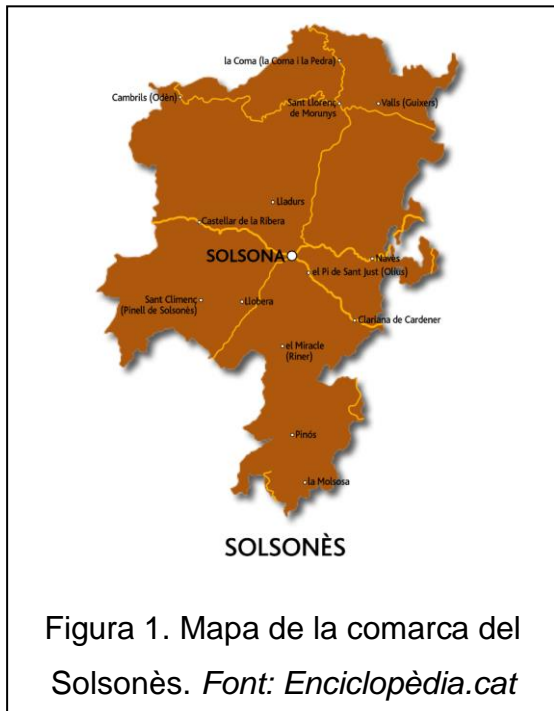 la Coma (la Coma i la Pedra)
Cambrils (Odèn)
Sant Llorenç
de Morunys
Valls (Guixers)
Lladurs
Castellar de la Ribera
SOLSONA
Navès
el Pi de Sant Just (Olius)
Sant Climenç
(Pinell de Solsonès)
Llobera
Clariana de Cardener
el Miracle
(Riner)
Pinós
la Molsosa
SOLSONÈS
Figura 1. Mapa de la comarca del
Solsonès. Font: Enciclopèdia.cat